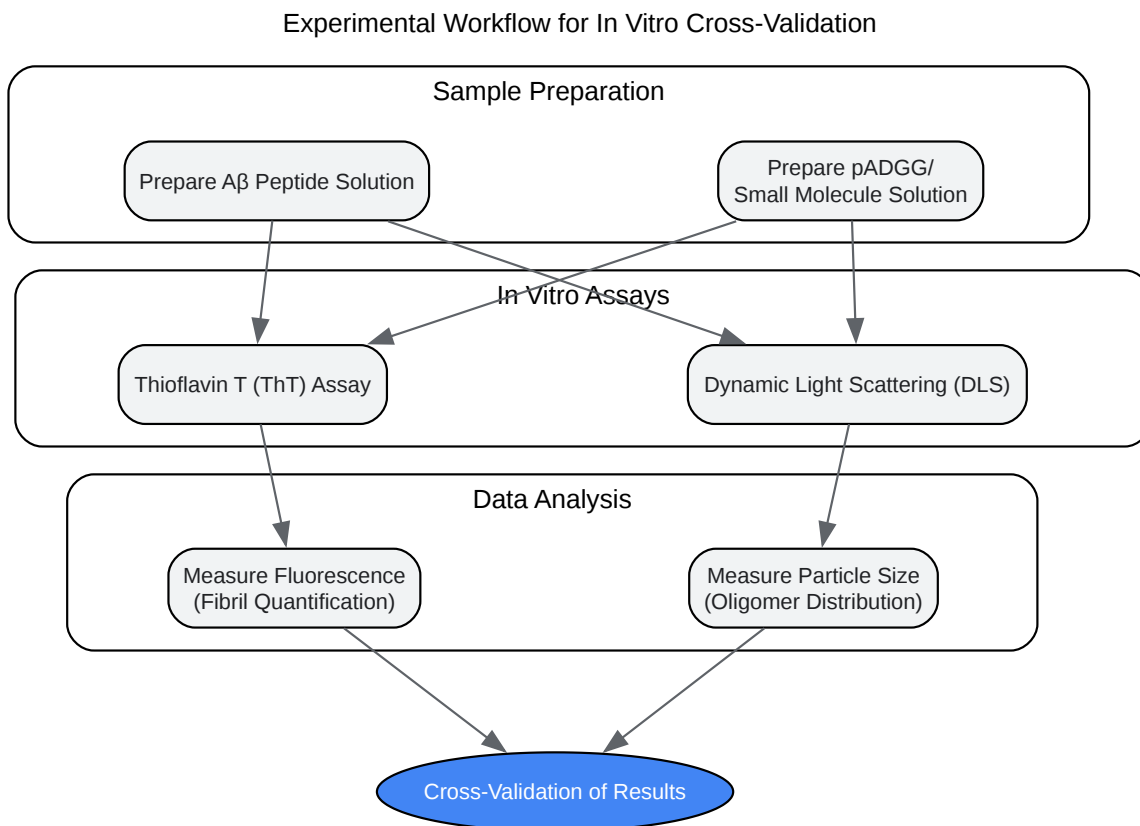 Experimental Workflow for In Vitro Cross-Validation
Sample Preparation
Prepare Aβ Peptide Solution
Prepare pADGG/
Small Molecule Solution
In Vitro Assays
Thioflavin T (ThT) Assay
Dynamic Light Scattering (DLS)
Data Analysis
Measure Fluorescence
(Fibril Quantification)
Measure Particle Size
(Oligomer Distribution)
Cross-Validation of Results